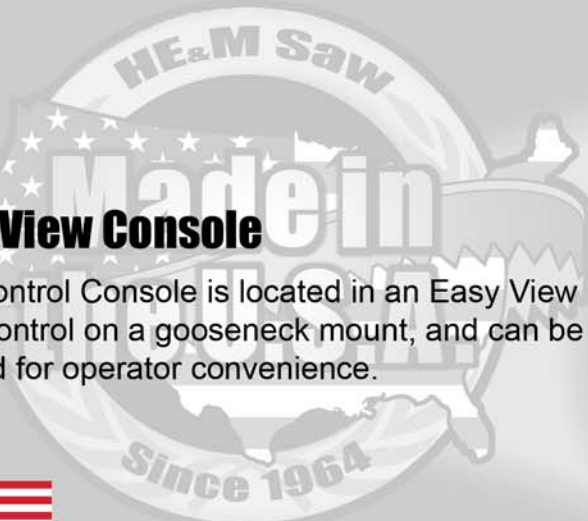 HE&M Saw
Made in
the U.S.A.
View Console
ontrol Console is located in an Easy View
ontrol on a gooseneck mount, and can be
d for operator convenience.
Since 1964